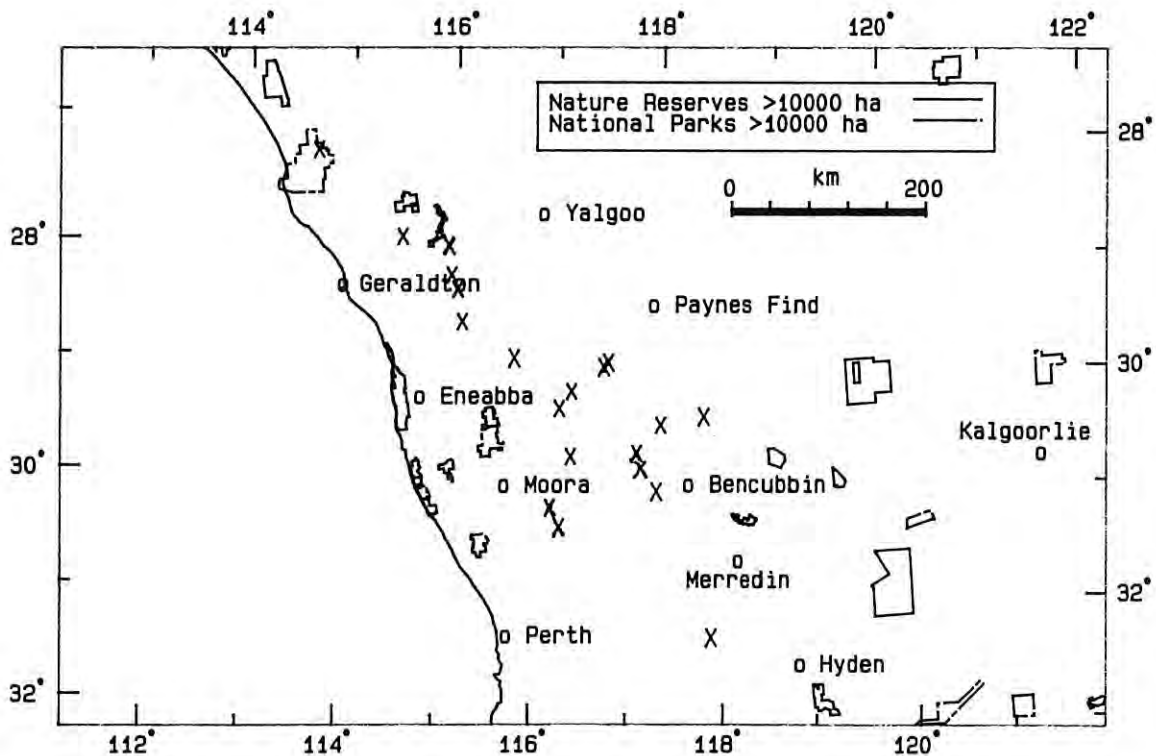 114° 116° 118° 120° 122°
Nature Reserves >10000 ha
National Parks >10000 ha
28°
km
0 200
Yalgoo
28°
Geraldton
Paynes Find
30°
Eneabba
Kalgoorlie
30°
Moora
Bencubbin
Merredin
32°
Perth
Hyden
32°
112° 114° 116° 118° 120°